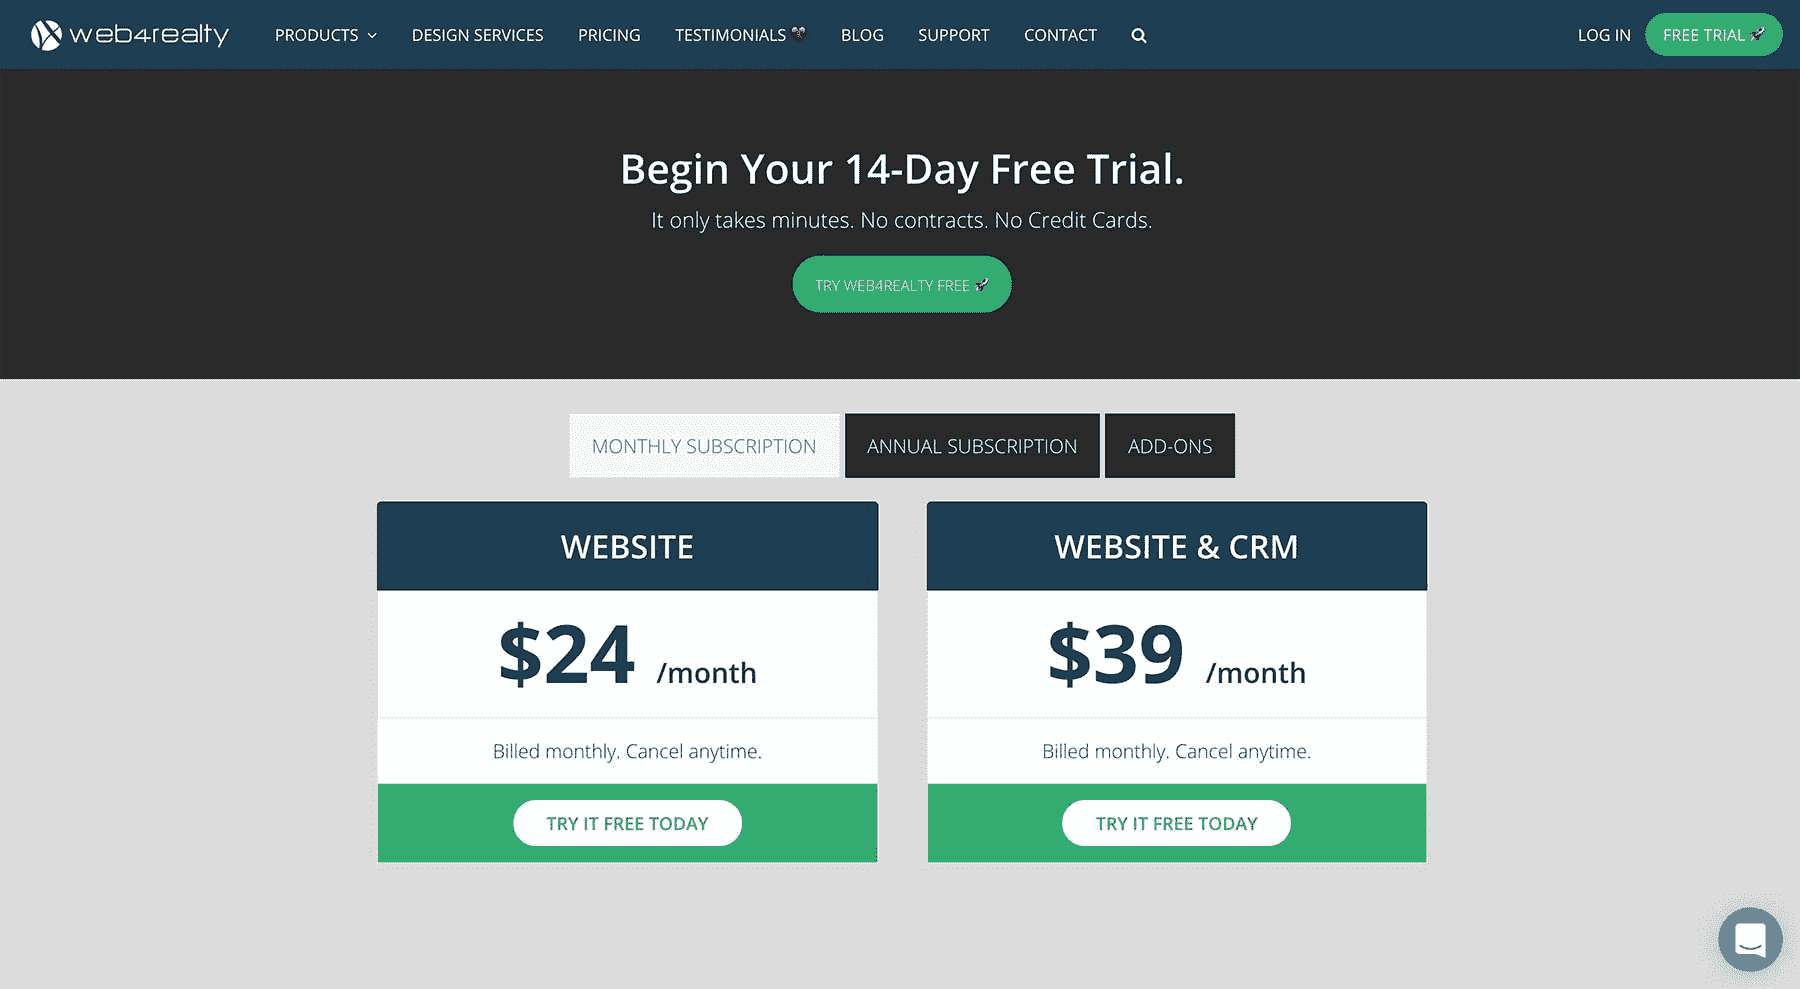 web4realty PRODUCTS DESIGN SERVICES PRICING TESTIMONIALS 🖤 BLOG SUPPORT CONTACT LOG IN FREE TRIAL 🚀
Begin Your 14-Day Free Trial.
It only takes minutes. No contracts. No Credit Cards.
TRY WEB4REALTY FREE 🚀
MONTHLY SUBSCRIPTION ANNUAL SUBSCRIPTION ADD-ONS
WEBSITE
$24 /month
Billed monthly. Cancel anytime.
TRY IT FREE TODAY
WEBSITE & CRM
$39 /month
Billed monthly. Cancel anytime.
TRY IT FREE TODAY